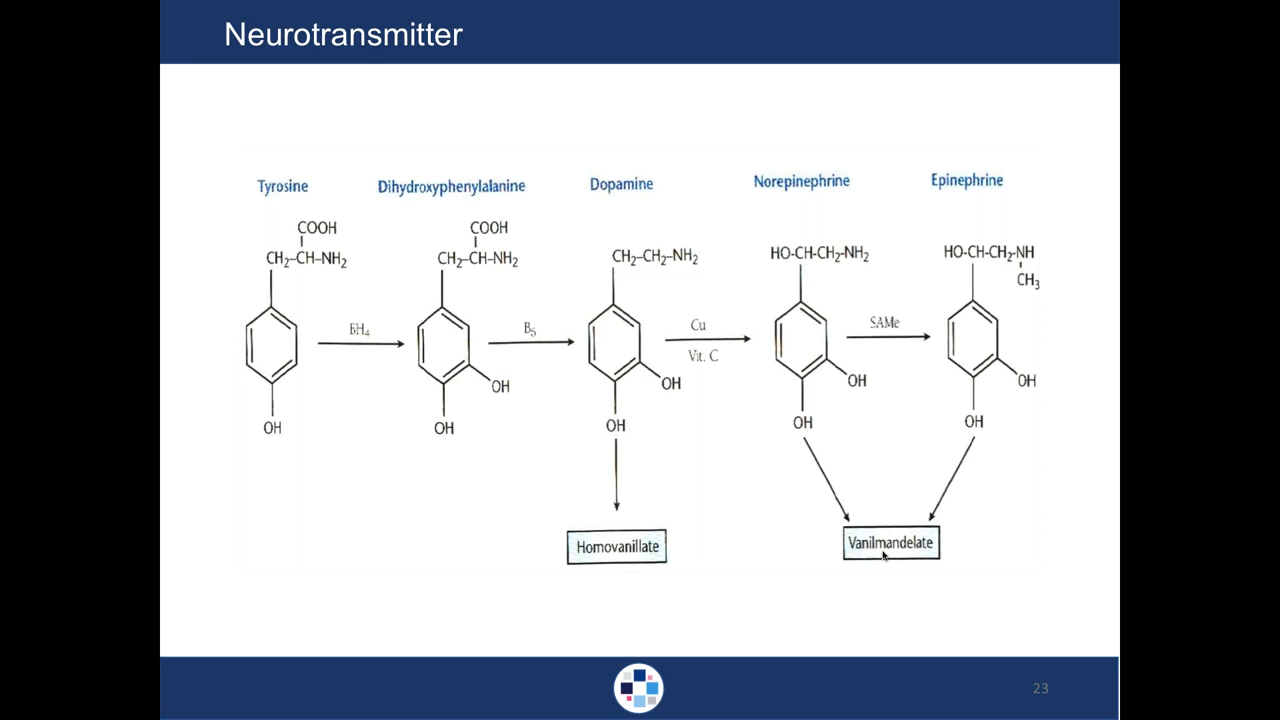 Neurotransmitter
Tyrosine
Dihydroxyphenylalanine
Dopamine
Norepinephrine
Epinephrine
COOH
CH₂–CH–NH₂
COOH
CH₂–CH–NH₂
CH₂–CH₂–NH₂
HO-CH-CH₂-NH₂
HO-CH-CH₂-NH
CH₃
BH₄
B₅
Cu
Vit. C
SAMe
OH
OH
OH
OH
OH
OH
OH
OH
OH
Homovanillate
Vanilmandelate
23